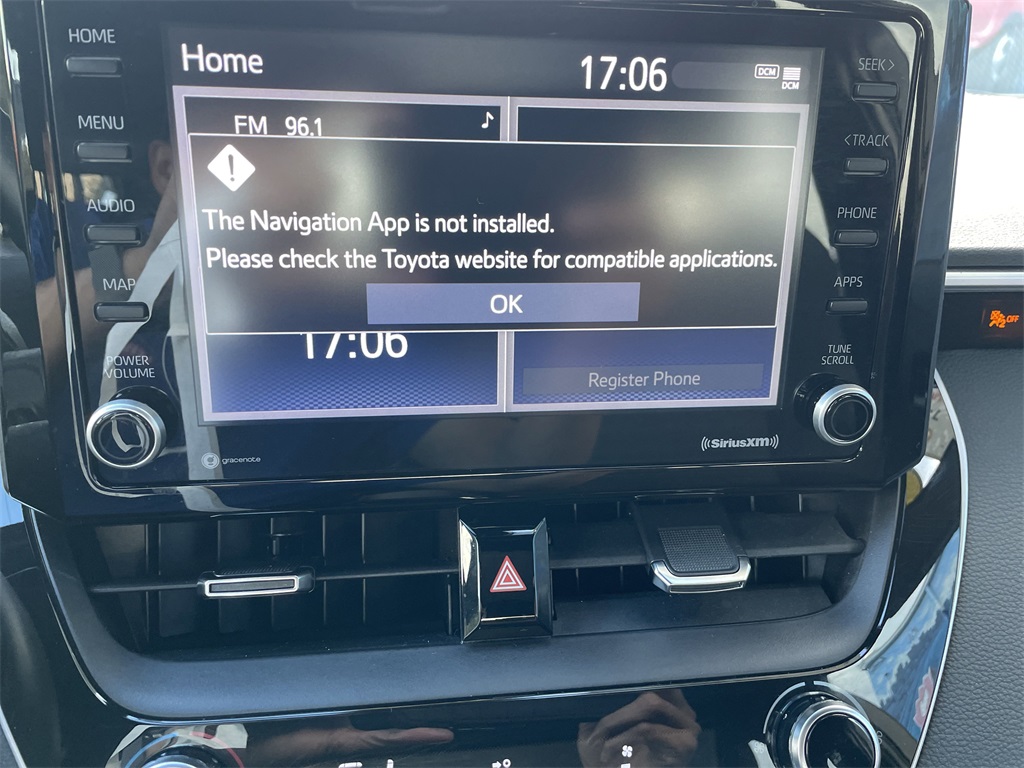 HOME
MENU
AUDIO
MAP
POWER
VOLUME
Home
17:06
DCM
DCM
FM 96.1
The Navigation App is not installed.
Please check the Toyota website for compatible applications.
OK
17:06
Register Phone
gracenote
((SiriusXM))
SEEK >
< TRACK
PHONE
APPS
TUNE
SCROLL
OFF